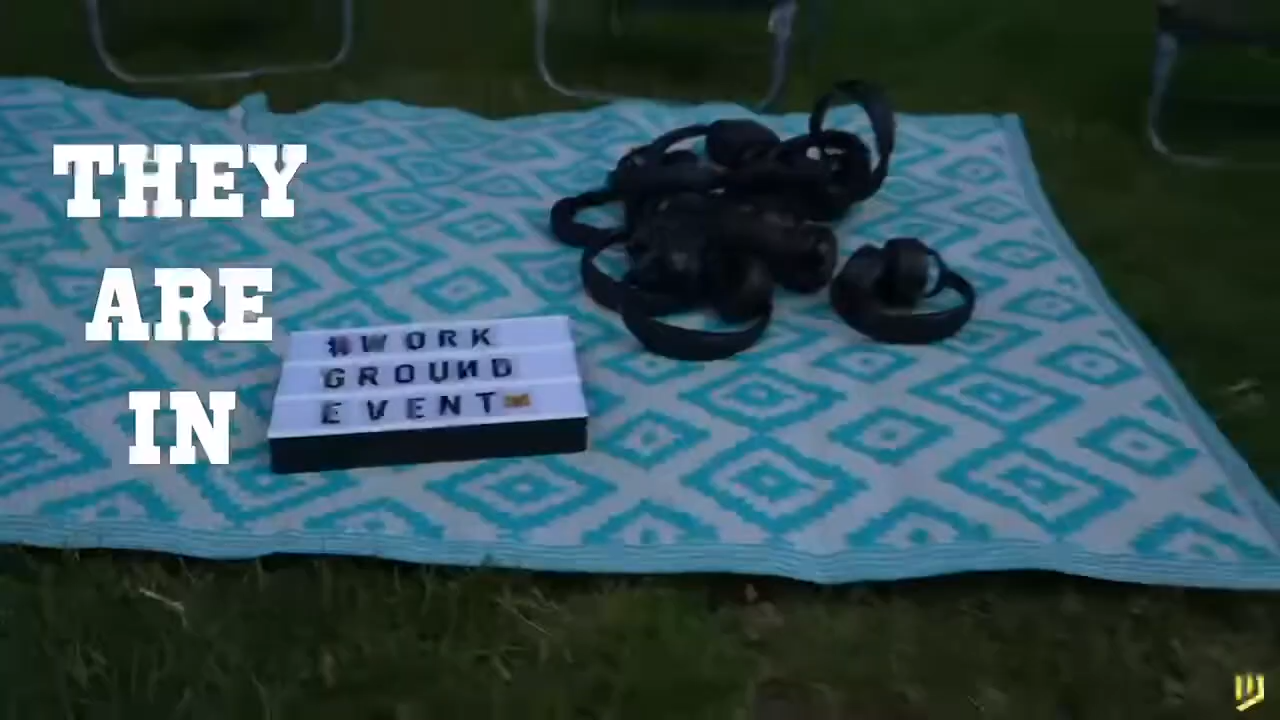 THEY
ARE
IN
#WORK
GROUND
EVENT